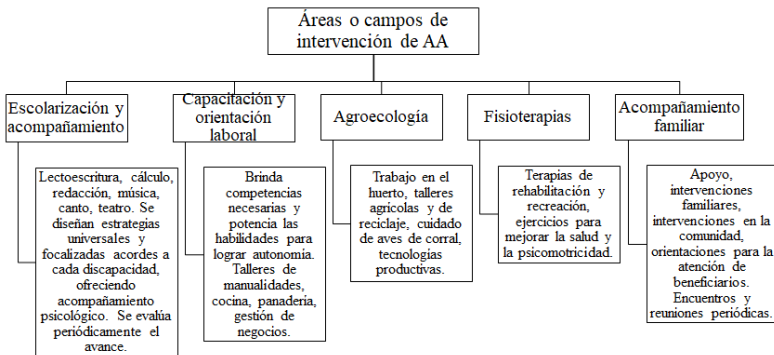 Áreas o campos de
intervención de AA
Escolarización y
acompañamiento
Lectoescritura, cálculo,
redacción, música,
canto, teatro. Se
diseñan estrategias
universales y
focalizadas acordes a
cada discapacidad,
ofreciendo
acompañamiento
psicológico. Se evalúa
periódicamente el
avance.
Capacitación y
orientación
laboral
Brinda
competencias
necesarias y
potencia las
habilidades para
lograr autonomía.
Talleres de
manualidades,
cocina, panadería,
gestión de
negocios.
Agroecología
Trabajo en el
huerto, talleres
agrícolas y de
reciclaje, cuidado
de aves de corral,
tecnologías
productivas.
Fisioterapias
Terapias de
rehabilitación y
recreación,
ejercicios para
mejorar la salud y
la psicomotricidad.
Acompañamiento
familiar
Apoyo,
intervenciones
familiares,
intervenciones en la
comunidad,
orientaciones para la
atención de
beneficiarios.
Encuentros y
reuniones periódicas.